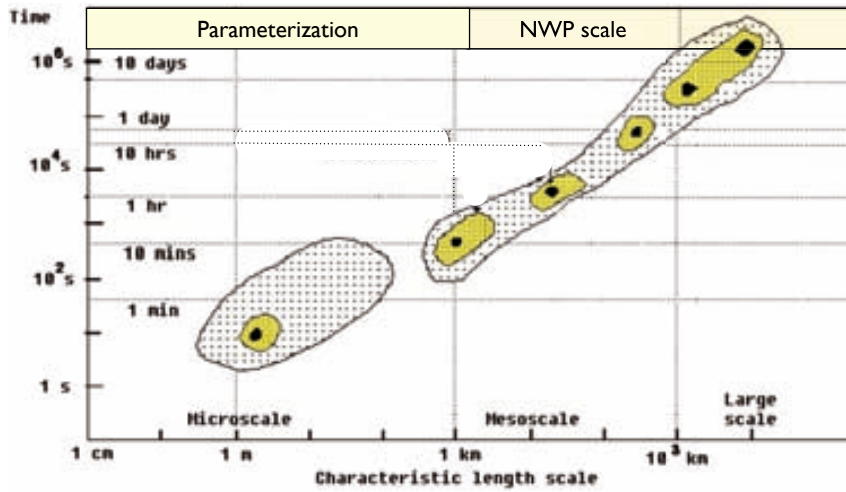 Time
Parameterization NWP scale
10⁶s 10 days
1 day
10⁴s 10 hrs
1 hr
10 mins
10²s
1 min
1 s
Large
Microscale Mesoscale scale
1 cm 1 m 1 km 10³ km
Characteristic length scale